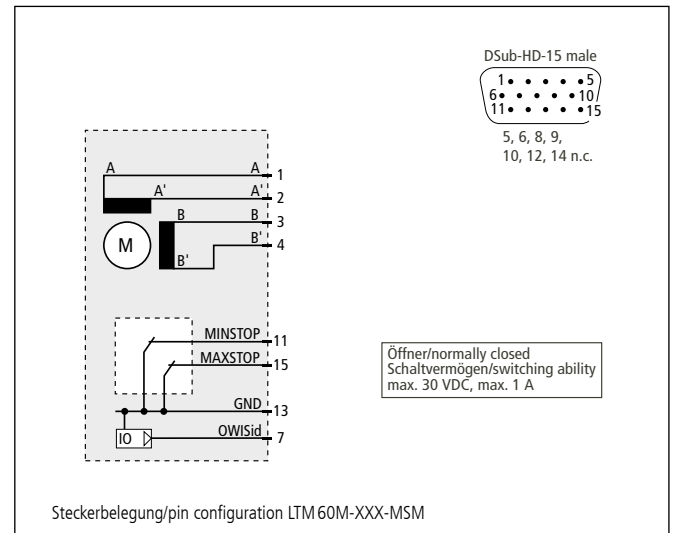 DSub-HD-15 male
1 5
6 10
11 15
5, 6, 8, 9,
10, 12, 14 n.c.
A A 1
A' A' 2
B B 3
B' B' 4
M
MINSTOP 11
MAXSTOP 15
GND 13
IO OWISid 7
Öffner/normally closed
Schaltvermögen/switching ability
max. 30 VDC, max. 1 A
Steckerbelegung/pin configuration LTM60M-XXX-MSM